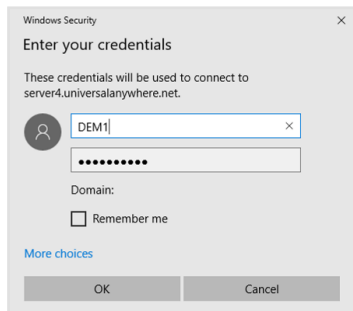 Windows Security
Enter your credentials
These credentials will be used to connect to
server4.universalanywhere.net.
DEM1
••••••••••
Domain:
Remember me
More choices
OK
Cancel